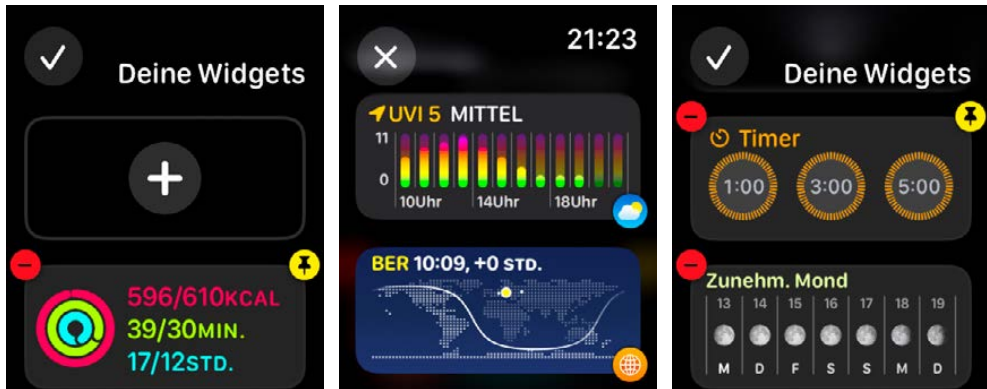 Deine Widgets
596/610KCAL
39/30MIN.
17/12STD.
21:23
UVI 5 MITTEL
11
0
10Uhr 14Uhr 18Uhr
BER 10:09, +0 STD.
Deine Widgets
Timer
1:00 3:00 5:00
Zunehm. Mond
13 14 15 16 17 18 19
M D F S S M D